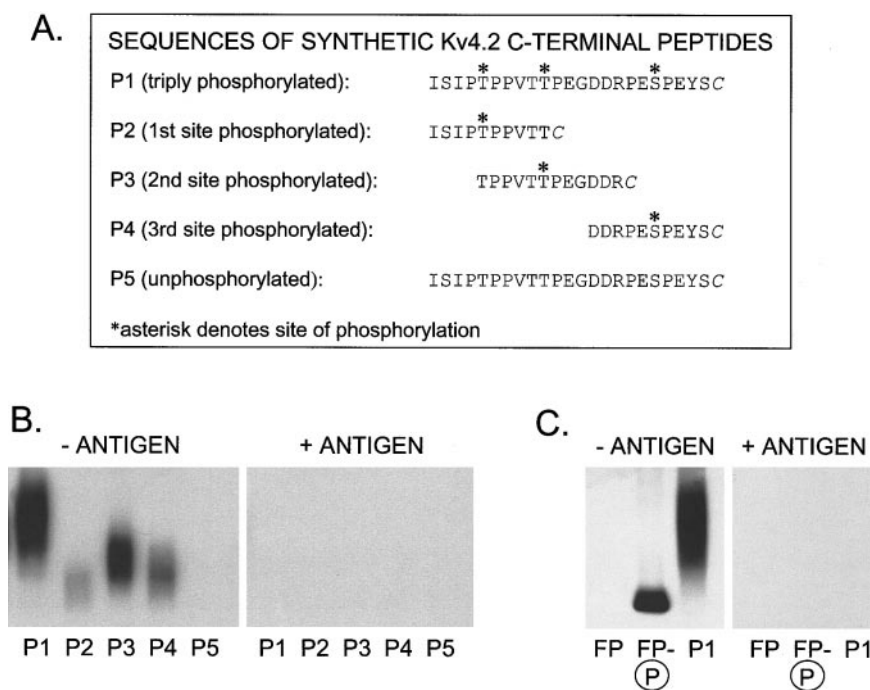 A.
SEQUENCES OF SYNTHETIC Kv4.2 C-TERMINAL PEPTIDES
* * *
P1 (triply phosphorylated): ISIPTPPVTTPEGDDRPESPEYSC
*
P2 (1st site phosphorylated): ISIPTPPVTTC
*
P3 (2nd site phosphorylated): TPPVTTPEGDDRC
*
P4 (3rd site phosphorylated): DDRPESPEYSC
P5 (unphosphorylated): ISIPTPPVTTPEGDDRPESPEYSC
*asterisk denotes site of phosphorylation
B.
- ANTIGEN + ANTIGEN
P1 P2 P3 P4 P5 P1 P2 P3 P4 P5
C.
- ANTIGEN + ANTIGEN
FP FP- P1 FP FP- P1
P P